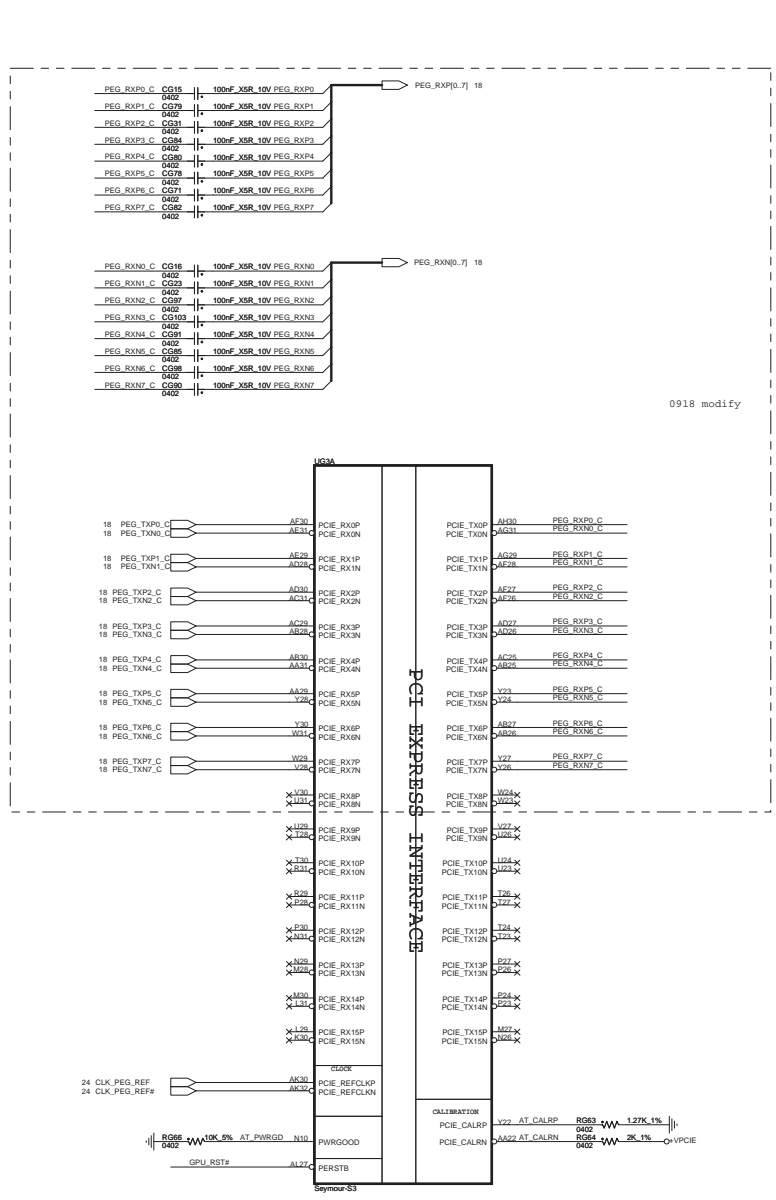 PEG_RXP0_C CG15 100nF_X5R_10V PEG_RXP0 PEG_RXP[0..7] 18
0402
PEG_RXP1_C CG79 100nF_X5R_10V PEG_RXP1
0402
PEG_RXP2_C CG31 100nF_X5R_10V PEG_RXP2
0402
PEG_RXP3_C CG84 100nF_X5R_10V PEG_RXP3
0402
PEG_RXP4_C CG80 100nF_X5R_10V PEG_RXP4
0402
PEG_RXP5_C CG78 100nF_X5R_10V PEG_RXP5
0402
PEG_RXP6_C CG71 100nF_X5R_10V PEG_RXP6
0402
PEG_RXP7_C CG82 100nF_X5R_10V PEG_RXP7
0402
PEG_RXN0_C CG16 100nF_X5R_10V PEG_RXN0 PEG_RXN[0..7] 18
0402
PEG_RXN1_C CG23 100nF_X5R_10V PEG_RXN1
0402
PEG_RXN2_C CG97 100nF_X5R_10V PEG_RXN2
0402
PEG_RXN3_C CG103 100nF_X5R_10V PEG_RXN3
0402
PEG_RXN4_C CG91 100nF_X5R_10V PEG_RXN4
0402
PEG_RXN5_C CG85 100nF_X5R_10V PEG_RXN5
0402
PEG_RXN6_C CG98 100nF_X5R_10V PEG_RXN6
0402
PEG_RXN7_C CG90 100nF_X5R_10V PEG_RXN7
0402
0918 modify
UG3A
18 PEG_TXP0_C AF30 PCIE_RX0P PCIE_TX0P AH30 PEG_RXP0_C
18 PEG_TXN0_C AE31 PCIE_RX0N PCIE_TX0N AG31 PEG_RXN0_C
18 PEG_TXP1_C AE29 PCIE_RX1P PCIE_TX1P AG29 PEG_RXP1_C
18 PEG_TXN1_C AD28 PCIE_RX1N PCIE_TX1N AF28 PEG_RXN1_C
18 PEG_TXP2_C AD30 PCIE_RX2P PCIE_TX2P AF27 PEG_RXP2_C
18 PEG_TXN2_C AC31 PCIE_RX2N PCIE_TX2N AF26 PEG_RXN2_C
18 PEG_TXP3_C AC29 PCIE_RX3P PCIE_TX3P AD27 PEG_RXP3_C
18 PEG_TXN3_C AB28 PCIE_RX3N PCIE_TX3N AD26 PEG_RXN3_C
18 PEG_TXP4_C AB30 PCIE_RX4P PCIE_TX4P AC25 PEG_RXP4_C
18 PEG_TXN4_C AA31 PCIE_RX4N PCIE_TX4N AB25 PEG_RXN4_C
18 PEG_TXP5_C AA29 PCIE_RX5P PCIE_TX5P Y23 PEG_RXP5_C
18 PEG_TXN5_C Y28 PCIE_RX5N PCIE_TX5N Y24 PEG_RXN5_C
18 PEG_TXP6_C Y30 PCIE_RX6P PCIE_TX6P AB27 PEG_RXP6_C
18 PEG_TXN6_C W31 PCIE_RX6N PCIE_TX6N AB26 PEG_RXN6_C
18 PEG_TXP7_C W29 PCIE_RX7P PCIE_TX7P Y27 PEG_RXP7_C
18 PEG_TXN7_C V28 PCIE_RX7N PCIE_TX7N Y26 PEG_RXN7_C
V30 PCIE_RX8P PCIE_TX8P W24
U31 PCIE_RX8N PCIE_TX8N W23
U29 PCIE_RX9P PCIE_TX9P V27
T28 PCIE_RX9N PCIE_TX9N U26
T30 PCIE_RX10P PCIE_TX10P U24
R31 PCIE_RX10N PCIE_TX10N U23
R29 PCIE_RX11P PCIE_TX11P T26
P28 PCIE_RX11N PCIE_TX11N T27
P30 PCIE_RX12P PCIE_TX12P T24
N31 PCIE_RX12N PCIE_TX12N T23
N29 PCIE_RX13P PCIE_TX13P P27
M28 PCIE_RX13N PCIE_TX13N P26
M30 PCIE_RX14P PCIE_TX14P P24
L31 PCIE_RX14N PCIE_TX14N P23
L29 PCIE_RX15P PCIE_TX15P M27
K30 PCIE_RX15N PCIE_TX15N N26
PCI EXPRESS INTERFACE
CLOCK
24 CLK_PEG_REF AK30 PCIE_REFCLKP
24 CLK_PEG_REF# AK32 PCIE_REFCLKN
CALIBRATION
PCIE_CALRP Y22 AT_CALRP RG63 1.27K_1%
0402
RG66 10K_5% AT_PWRGD N10 PWRGOOD PCIE_CALRN AA22 AT_CALRN RG64 2K_1% +VPCIE
0402 0402
GPU_RST# AL27 PERSTB
Seymour-S3